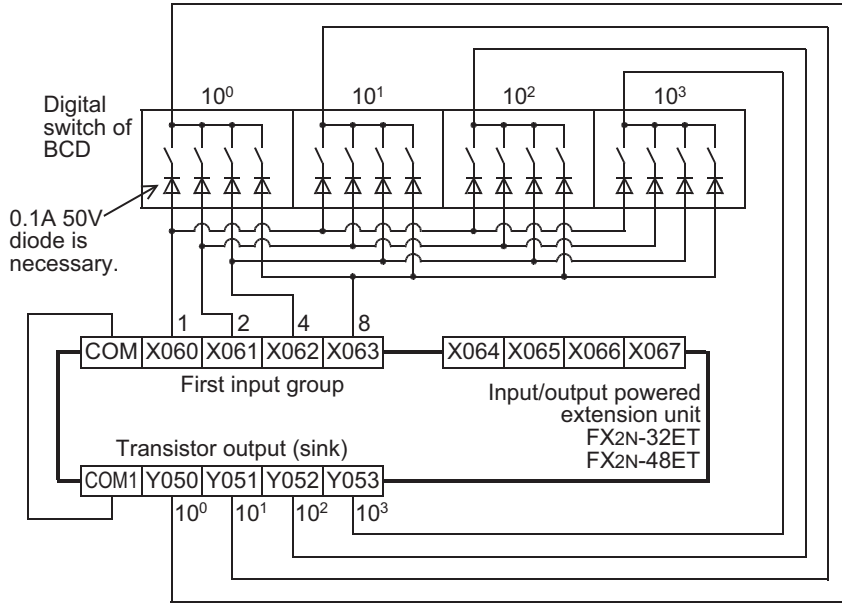 10⁰ 10¹ 10² 10³
Digital
switch of
BCD
0.1A 50V
diode is
necessary.
1 2 4 8
COM X060 X061 X062 X063 X064 X065 X066 X067
First input group
Input/output powered
extension unit
FX2N-32ET
FX2N-48ET
Transistor output (sink)
COM1 Y050 Y051 Y052 Y053
10⁰ 10¹ 10² 10³